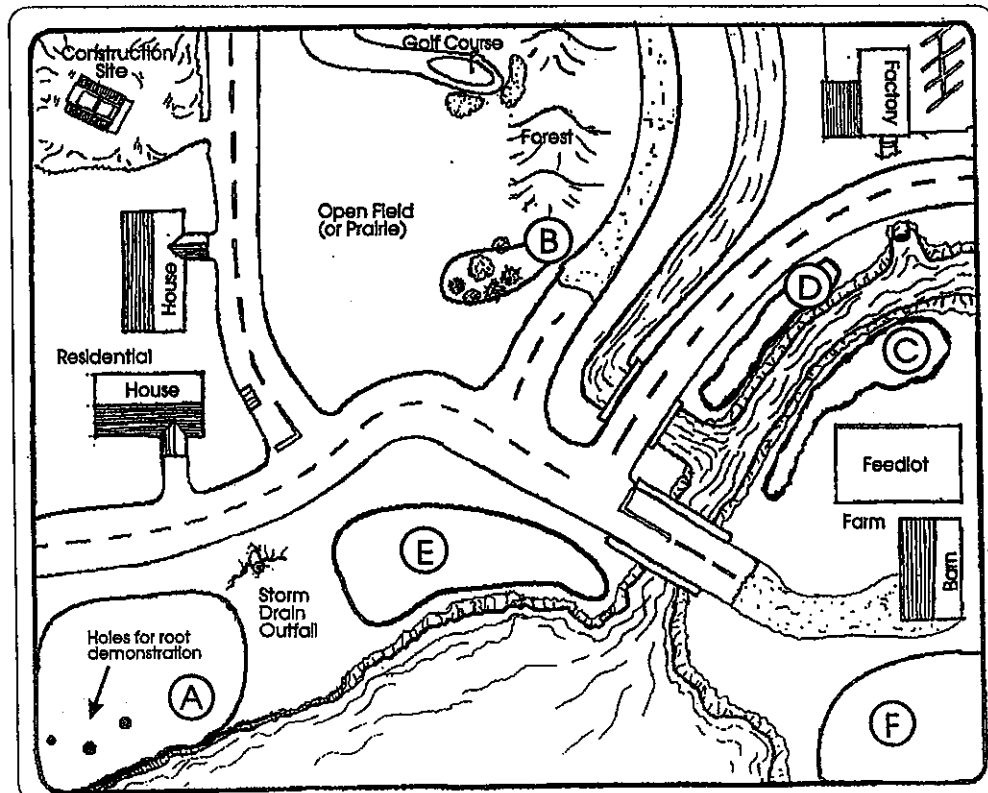 Construction
Site
Golf Course
Factory
Forest
Open Field
(or Prairie)
B
House
D
C
Residential
House
Feedlot
Farm
E
Barn
Storm
Drain
Outfall
Holes for root
demonstration
A
F